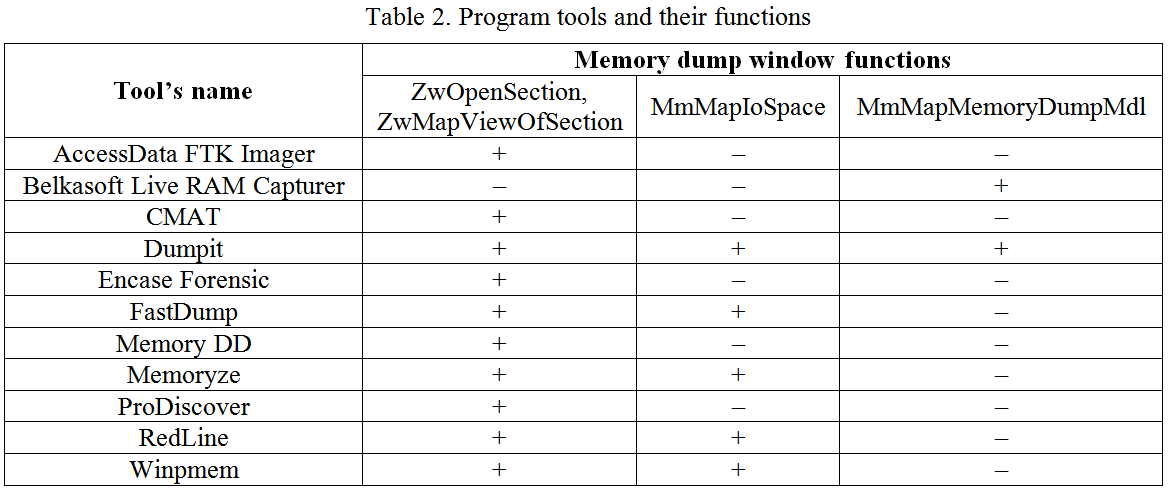 Table 2. Program tools and their functions
Tool’s name
Memory dump window functions
ZwOpenSection,
ZwMapViewOfSection
MmMapIoSpace
MmMapMemoryDumpMdl
AccessData FTK Imager + – –
Belkasoft Live RAM Capturer – – +
CMAT + – –
Dumpit + + +
Encase Forensic + – –
FastDump + + –
Memory DD + – –
Memoryze + + –
ProDiscover + – –
RedLine + + –
Winpmem + + –